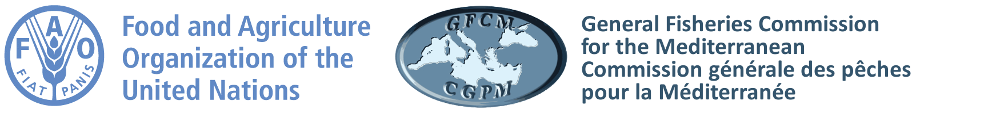 F A O
FIAT PANIS
Food and Agriculture
Organization of the
United Nations
GFCM
CGPM
General Fisheries Commission
for the Mediterranean
Commission générale des pêches
pour la Méditerranée